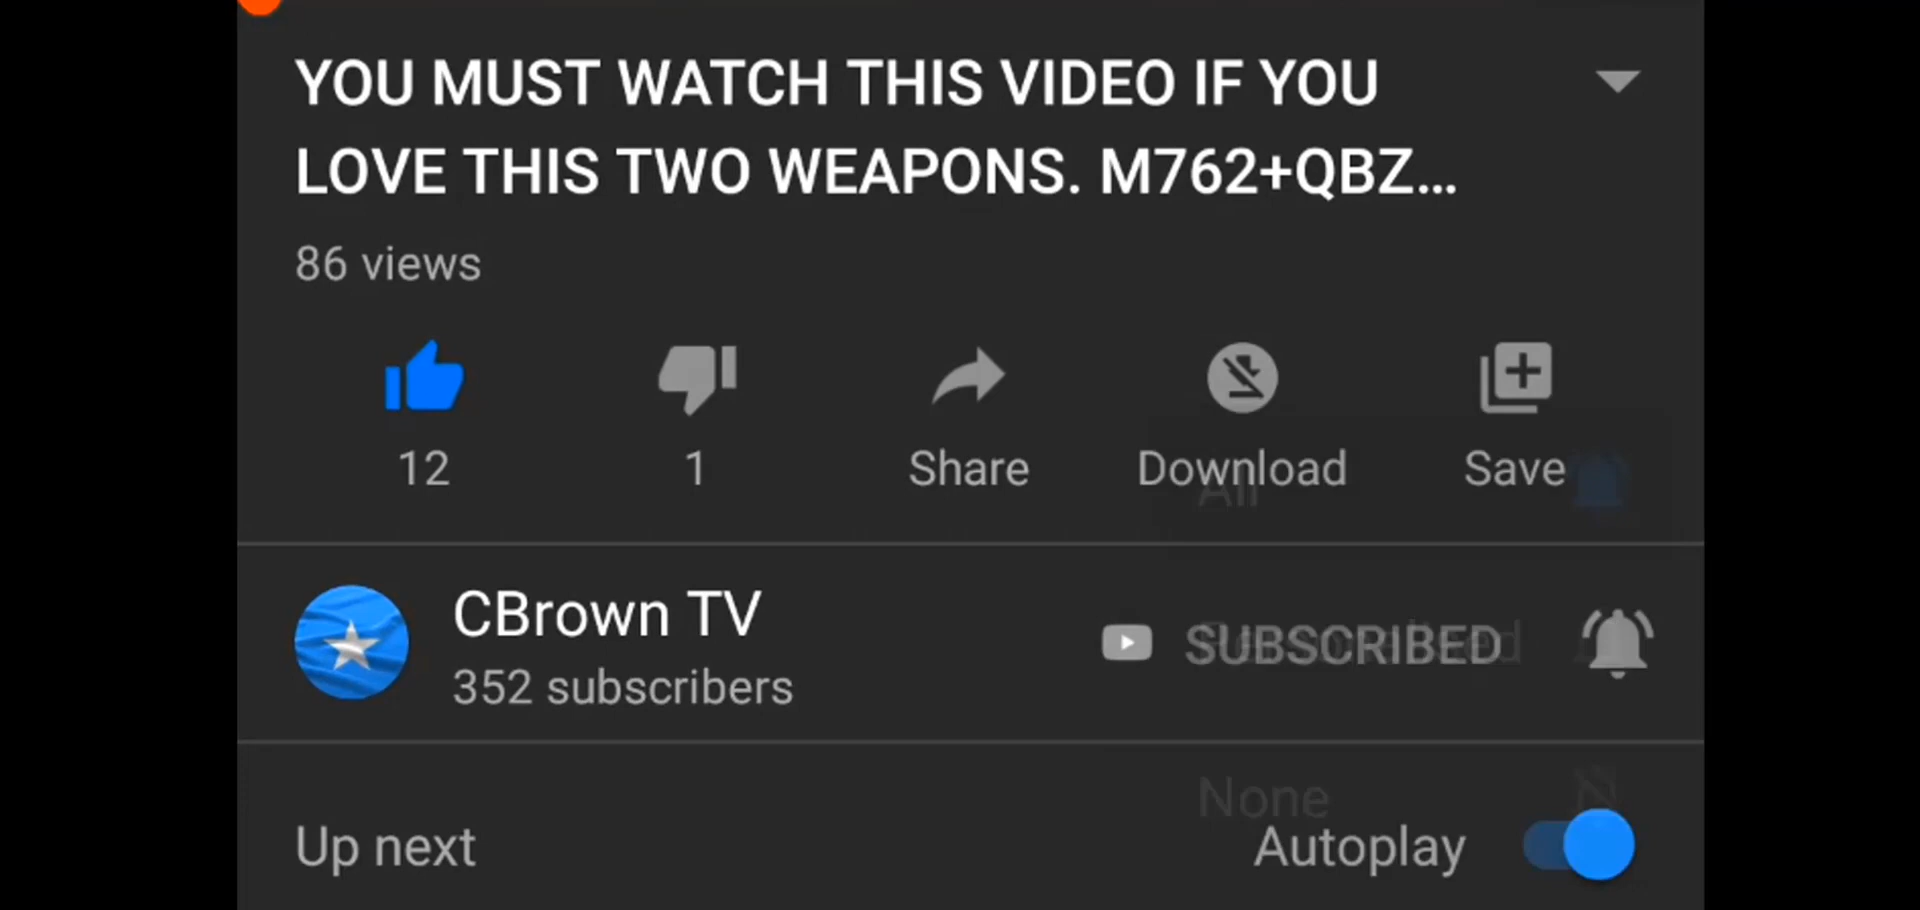 YOU MUST WATCH THIS VIDEO IF YOU
LOVE THIS TWO WEAPONS. M762+QBZ...
86 views
12
1
Share
Download
Save
All
CBrown TV
352 subscribers
SUBSCRIBED
None
Up next
Autoplay